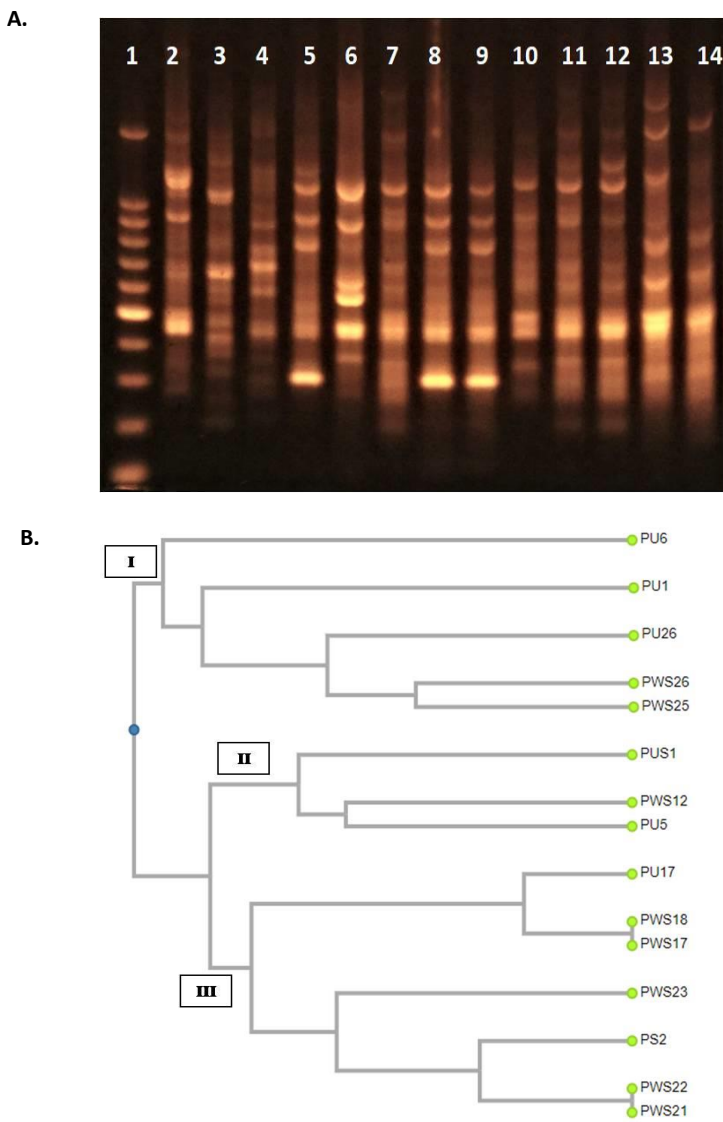 A.
1 2 3 4 5 6 7 8 9 10 11 12 13 14
B.
I
PU6
PU1
PU26
PWS26
PWS25
II
PUS1
PWS12
PU5
PU17
PWS18
PWS17
III
PWS23
PS2
PWS22
PWS21